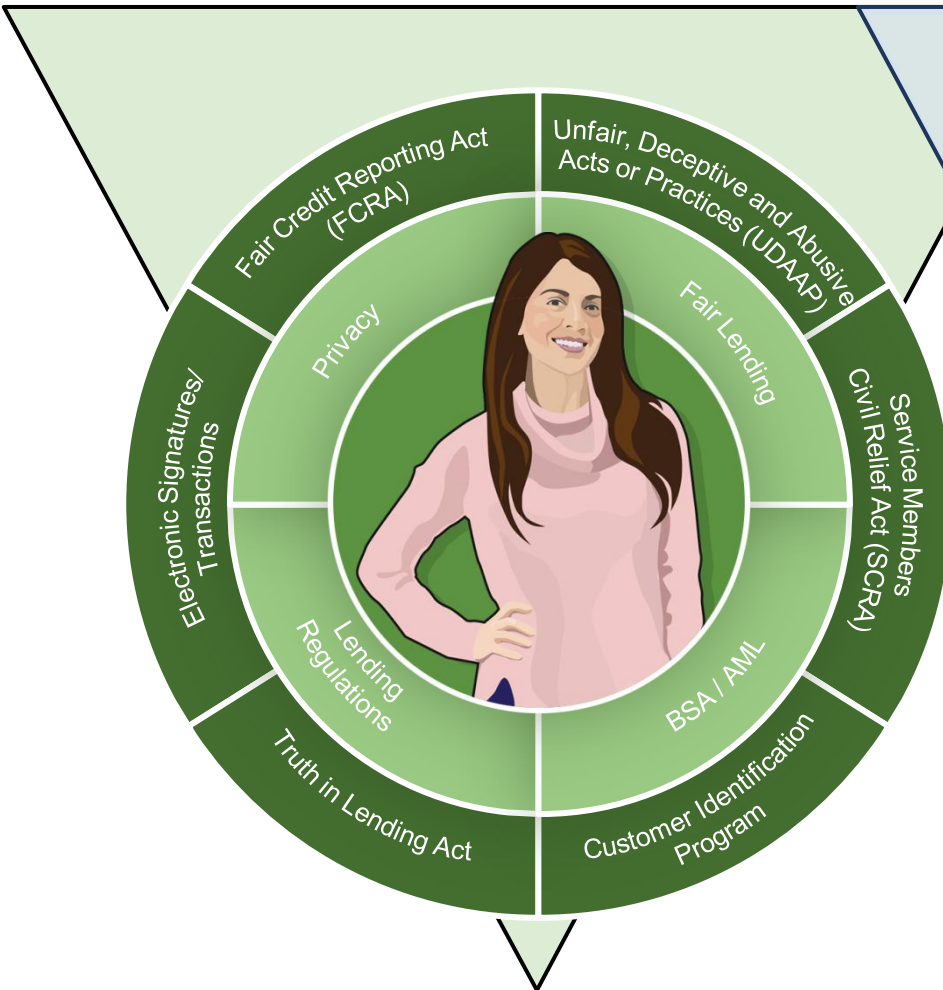 Fair Credit Reporting Act
(FCRA)
Unfair, Deceptive and Abusive
Acts or Practices (UDAAP)
Privacy
Fair Lending
Electronic Signatures/
Transactions
Service Members
Civil Relief Act (SCRA)
Lending
Regulations
BSA / AML
Truth in Lending Act
Customer Identification
Program